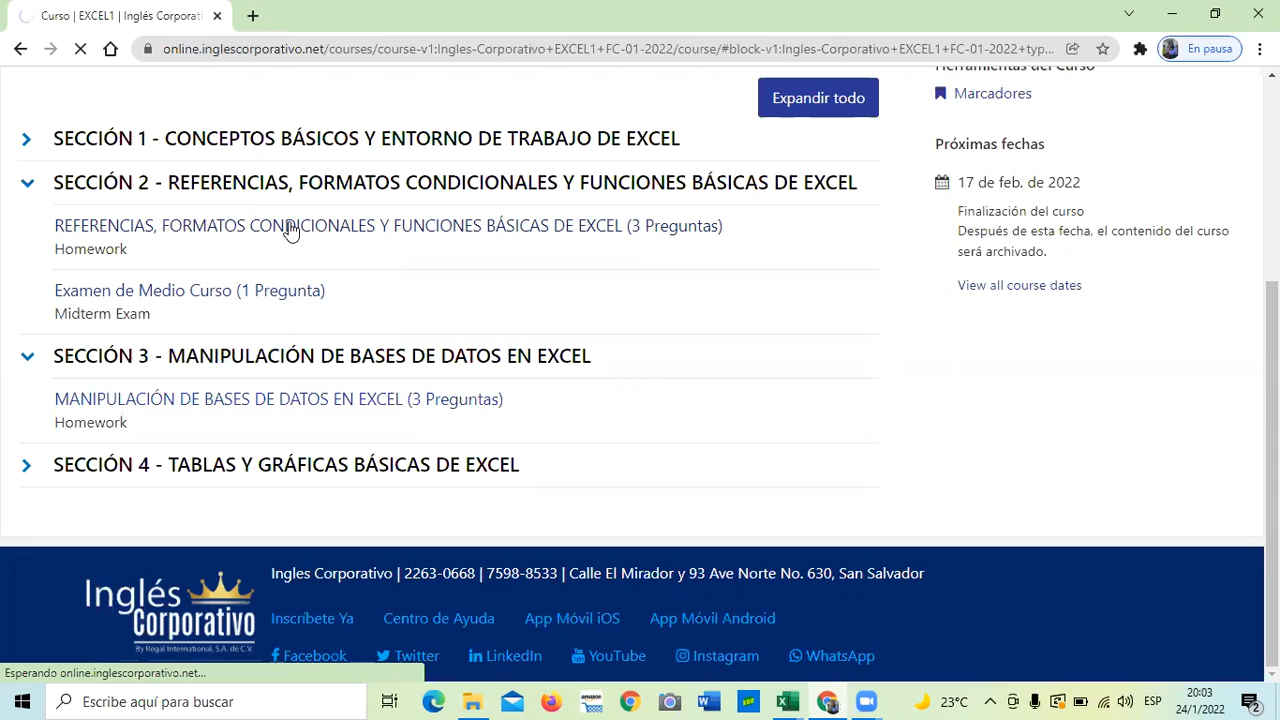 Curso | EXCEL1 | Inglés Corporati
online.inglescorporativo.net/courses/course-v1:Ingles-Corporativo+EXCEL1+FC-01-2022/course/#block-v1:Ingles-Corporativo+EXCEL1+FC-01-2022+typ...
En pausa
Herramientas del Curso
Expandir todo
Marcadores
SECCIÓN 1 - CONCEPTOS BÁSICOS Y ENTORNO DE TRABAJO DE EXCEL
Próximas fechas
SECCIÓN 2 - REFERENCIAS, FORMATOS CONDICIONALES Y FUNCIONES BÁSICAS DE EXCEL
17 de feb. de 2022
Finalización del curso
REFERENCIAS, FORMATOS CONDICIONALES Y FUNCIONES BÁSICAS DE EXCEL (3 Preguntas)
Después de esta fecha, el contenido del curso
Homework
será archivado.
Examen de Medio Curso (1 Pregunta)
View all course dates
Midterm Exam
SECCIÓN 3 - MANIPULACIÓN DE BASES DE DATOS EN EXCEL
MANIPULACIÓN DE BASES DE DATOS EN EXCEL (3 Preguntas)
Homework
SECCIÓN 4 - TABLAS Y GRÁFICAS BÁSICAS DE EXCEL
Inglés
Corporativo
By Regal International, S.A. de C.V.
Ingles Corporativo | 2263-0668 | 7598-8533 | Calle El Mirador y 93 Ave Norte No. 630, San Salvador
Inscríbete Ya
Centro de Ayuda
App Móvil iOS
App Móvil Android
Facebook
Twitter
LinkedIn
YouTube
Instagram
WhatsApp
Esperando online.inglescorporativo.net...
Escribe aquí para buscar
amazon
23°C
ESP
20:03
24/1/2022
2